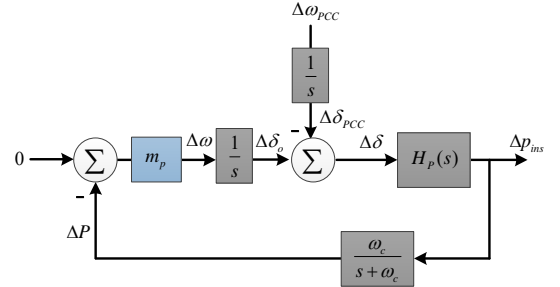 Δω_PCC
1/s
- Δδ_PCC
0 Σ m_p Δω 1/s Δδ_o Σ Δδ H_P(s) Δp_ins
-
ΔP
ω_c/(s+ω_c)